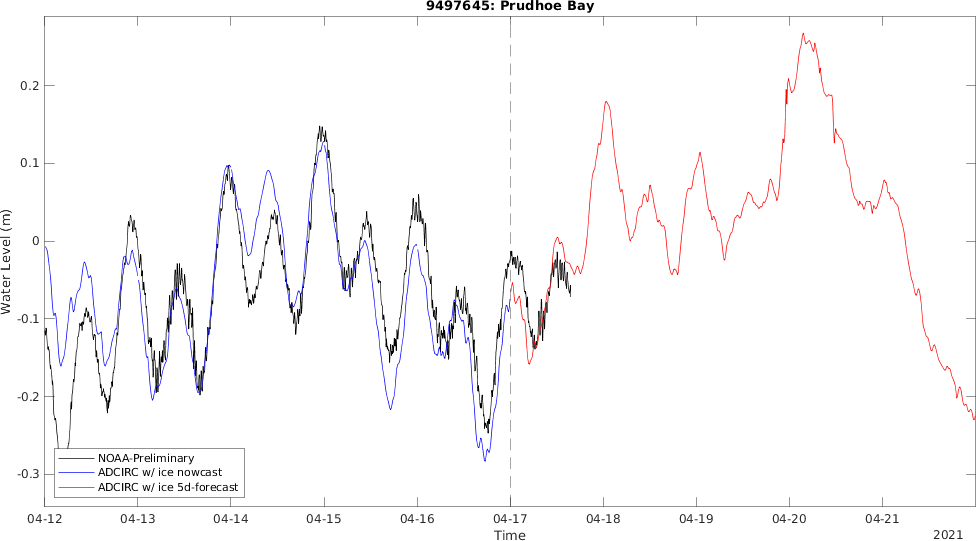 9497645: Prudhoe Bay
Water Level (m)
0.2
0.1
0
-0.1
-0.2
-0.3
NOAA-Preliminary
ADCIRC w/ ice nowcast
ADCIRC w/ ice 5d-forecast
04-12 04-13 04-14 04-15 04-16 04-17 04-18 04-19 04-20 04-21
Time
2021